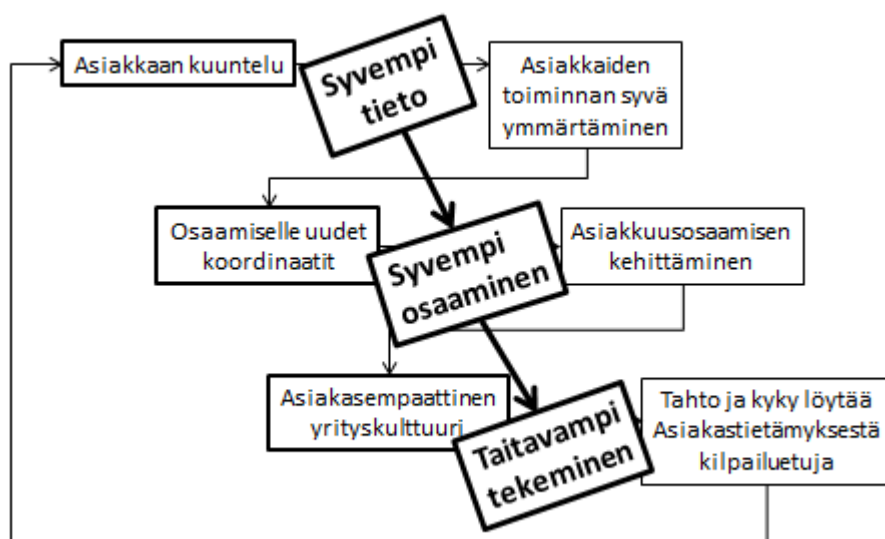 Asiakkaan kuuntelu
Syvempi
tieto
Asiakkaiden
toiminnan syvä
ymmärtäminen
Osaamiselle uudet
koordinaatit
Syvempi
osaaminen
Asiakkuusosaamisen
kehittäminen
Asiakasempaattinen
yrityskulttuuri
Taitavampi
tekeminen
Tahto ja kyky löytää
Asiakastietämyksestä
kilpailuetuja